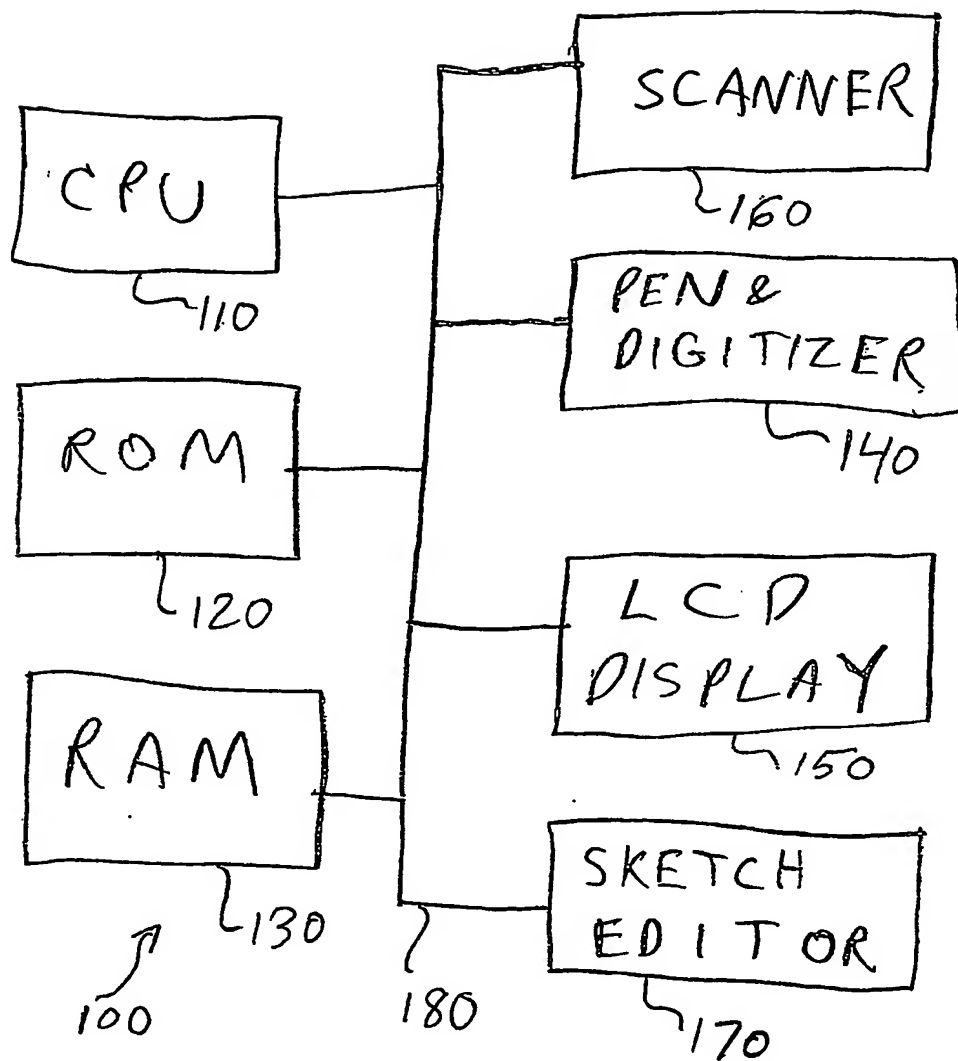 SCANNER
160
CPU
110
PEN &
DIGITIZER
140
ROM
120
LCD
DISPLAY
150
RAM
130
SKETCH
EDITOR
170
100
180